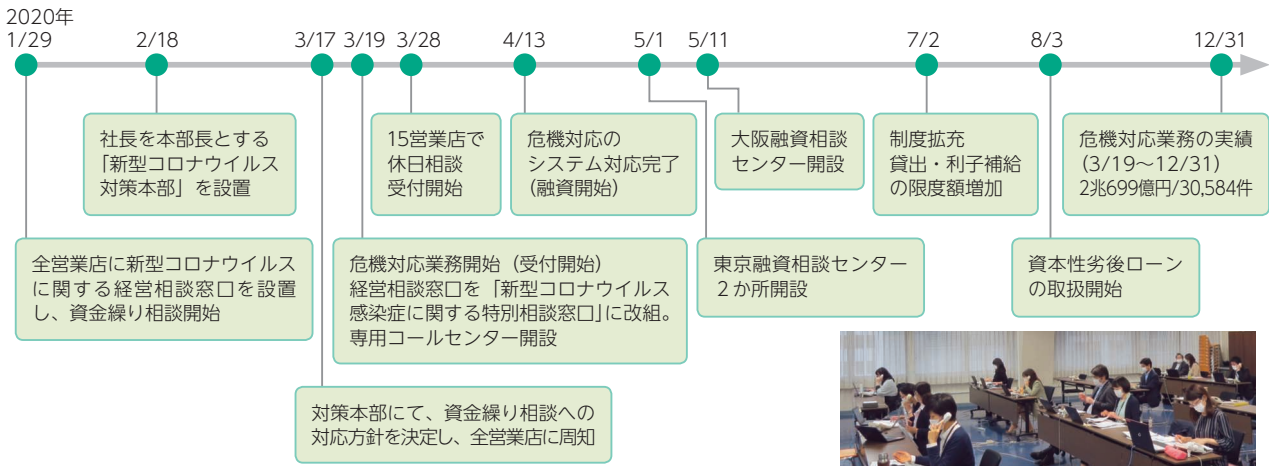 2020年
1/29
2/18
3/17
3/19
3/28
4/13
5/1
5/11
7/2
8/3
12/31
社長を本部長とする
「新型コロナウイルス
対策本部」を設置
15営業店で
休日相談
受付開始
危機対応の
システム対応完了
(融資開始)
大阪融資相談
センター開設
制度拡充
貸出・利子補給
の限度額増加
危機対応業務の実績
(3/19～12/31)
2兆699億円/30,584件
全営業店に新型コロナウイルス
に関する経営相談窓口を設置
し、資金繰り相談開始
危機対応業務開始（受付開始）
経営相談窓口を「新型コロナウイルス
感染症に関する特別相談窓口」に改組。
専用コールセンター開設
東京融資相談センター
２か所開設
資本性劣後ローン
の取扱開始
対策本部にて、資金繰り相談への
対応方針を決定し、全営業店に周知